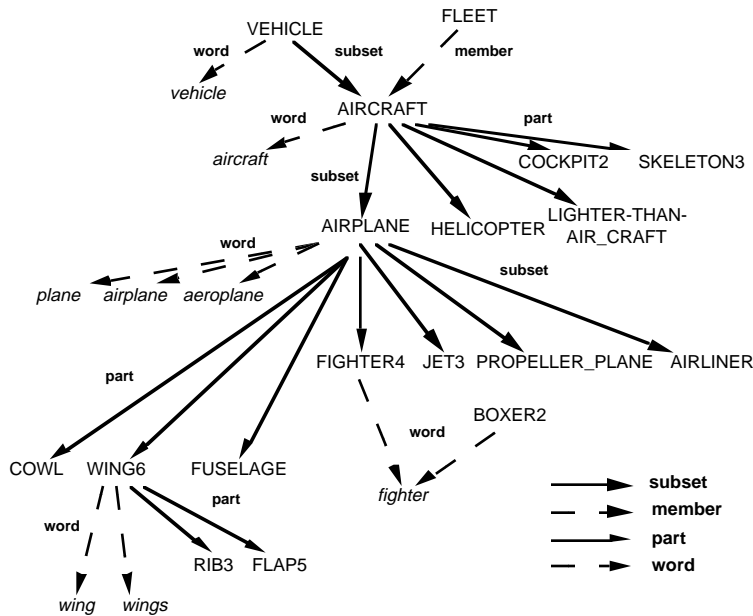 FLEET
VEHICLE
word
subset
member
vehicle
AIRCRAFT
word
part
aircraft
COCKPIT2 SKELETON3
subset
LIGHTER-THAN-
AIRPLANE HELICOPTER
AIR_CRAFT
word
subset
plane airplane aeroplane
FIGHTER4 JET3 PROPELLER_PLANE AIRLINER
part
BOXER2
word
COWL WING6 FUSELAGE
subset
fighter
part
member
word
part
RIB3 FLAP5
word
wing wings